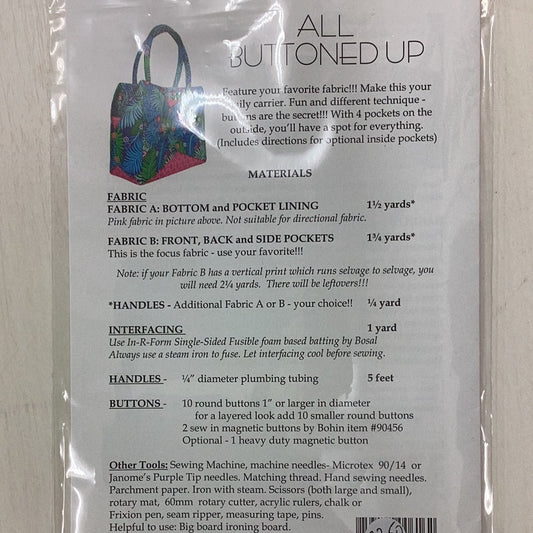 ALL
BUTTONED UP
Feature your favorite fabric!!! Make this your
daily carrier. Fun and different technique -
buttons are the secret!!! With 4 pockets on the
outside, you'll have a spot for everything.
(Includes directions for optional inside pockets)
MATERIALS
FABRIC
FABRIC A: BOTTOM and POCKET LINING 1½ yards*
Pink fabric in picture above. Not suitable for directional fabric.
FABRIC B: FRONT, BACK and SIDE POCKETS 1¾ yards*
This is the focus fabric - use your favorite!!!
Note: if your Fabric B has a vertical print which runs selvage to selvage, you
will need 2¼ yards. There will be leftovers!!!
*HANDLES - Additional Fabric A or B - your choice!! ¼ yard
INTERFACING 1 yard
Use In-R-Form Single-Sided Fusible foam based batting by Bosal
Always use a steam iron to fuse. Let interfacing cool before sewing.
HANDLES - ¼" diameter plumbing tubing 5 feet
BUTTONS - 10 round buttons 1" or larger in diameter
for a layered look add 10 smaller round buttons
2 sew in magnetic buttons by Bohin item #90456
Optional - 1 heavy duty magnetic button
Other Tools: Sewing Machine, machine needles- Microtex 90/14 or
Janome's Purple Tip needles. Matching thread. Hand sewing needles.
Parchment paper. Iron with steam. Scissors (both large and small),
rotary mat, 60mm rotary cutter, acrylic rulers, chalk or
Frixion pen, seam ripper, measuring tape, pins.
Helpful to use: Big board ironing board.